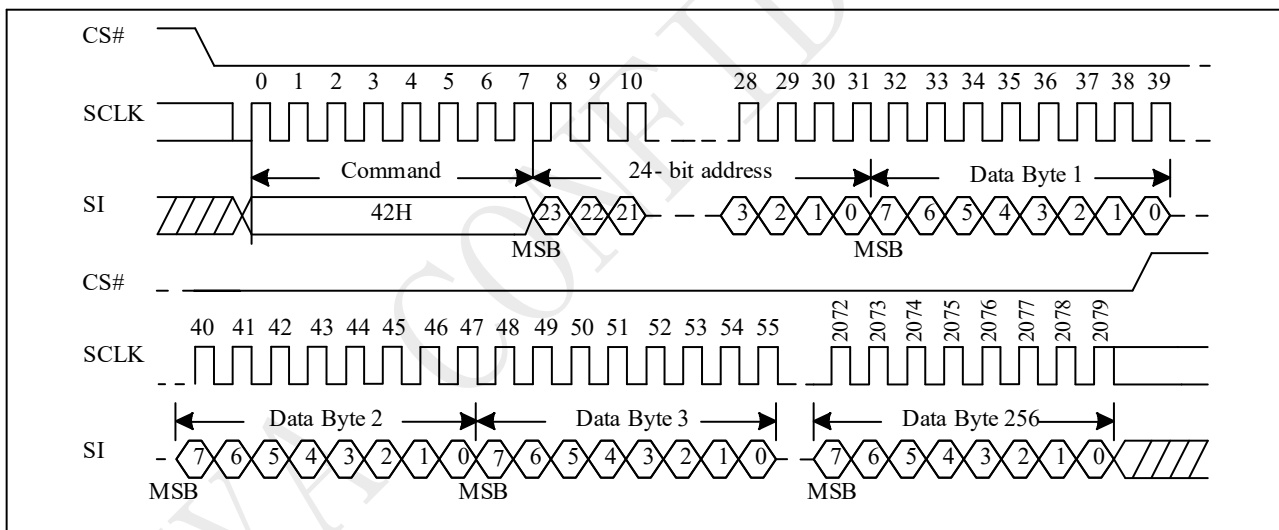 CS#
0 1 2 3 4 5 6 7 8 9 10 28 29 30 31 32 33 34 35 36 37 38 39
SCLK
Command 24- bit address Data Byte 1
SI 42H 23 22 21 3 2 1 0 7 6 5 4 3 2 1 0
MSB MSB
CS#
40 41 42 43 44 45 46 47 48 49 50 51 52 53 54 55 2072 2073 2074 2075 2076 2077 2078 2079
SCLK
Data Byte 2 Data Byte 3 Data Byte 256
SI 7 6 5 4 3 2 1 0 7 6 5 4 3 2 1 0 7 6 5 4 3 2 1 0
MSB MSB MSB